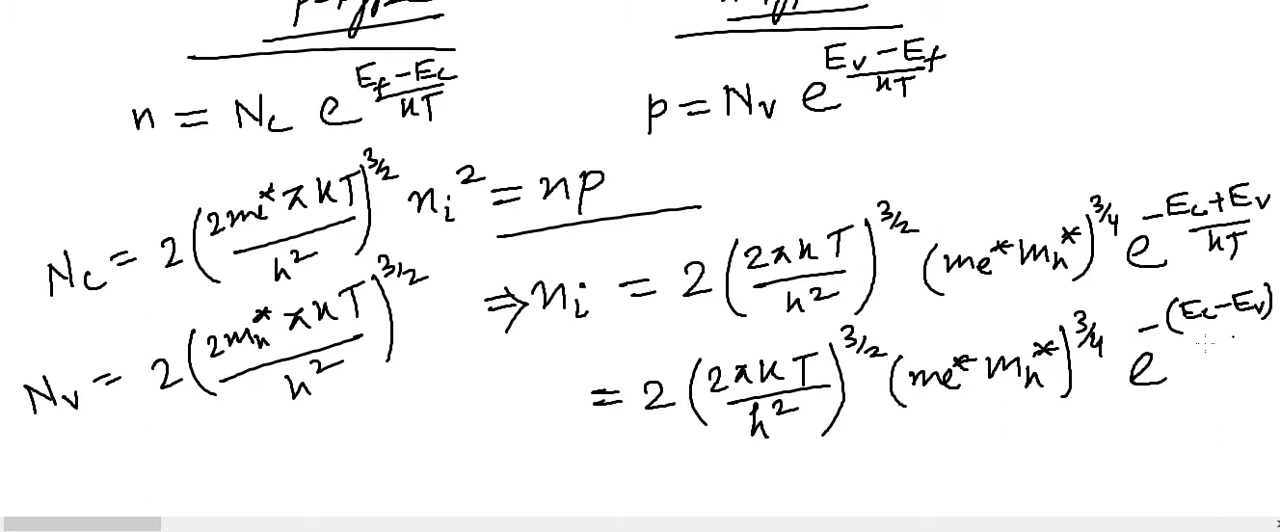 n = N_c e^{(E_f - E_c)/kT}
p = N_v e^{(E_v - E_f)/kT}
N_c = 2 (2m_e* π k T / h²)^{3/2}
n_i² = np
N_v = 2 (2m_h* π k T / h²)^{3/2}
⇒ n_i = 2 (2πkT / h²)^{3/2} (m_e* m_h*)^{3/4} e^{(-E_c + E_v)/kT}
= 2 (2πkT / h²)^{3/2} (m_e* m_h*)^{3/4} e^{-(E_c - E_v)}